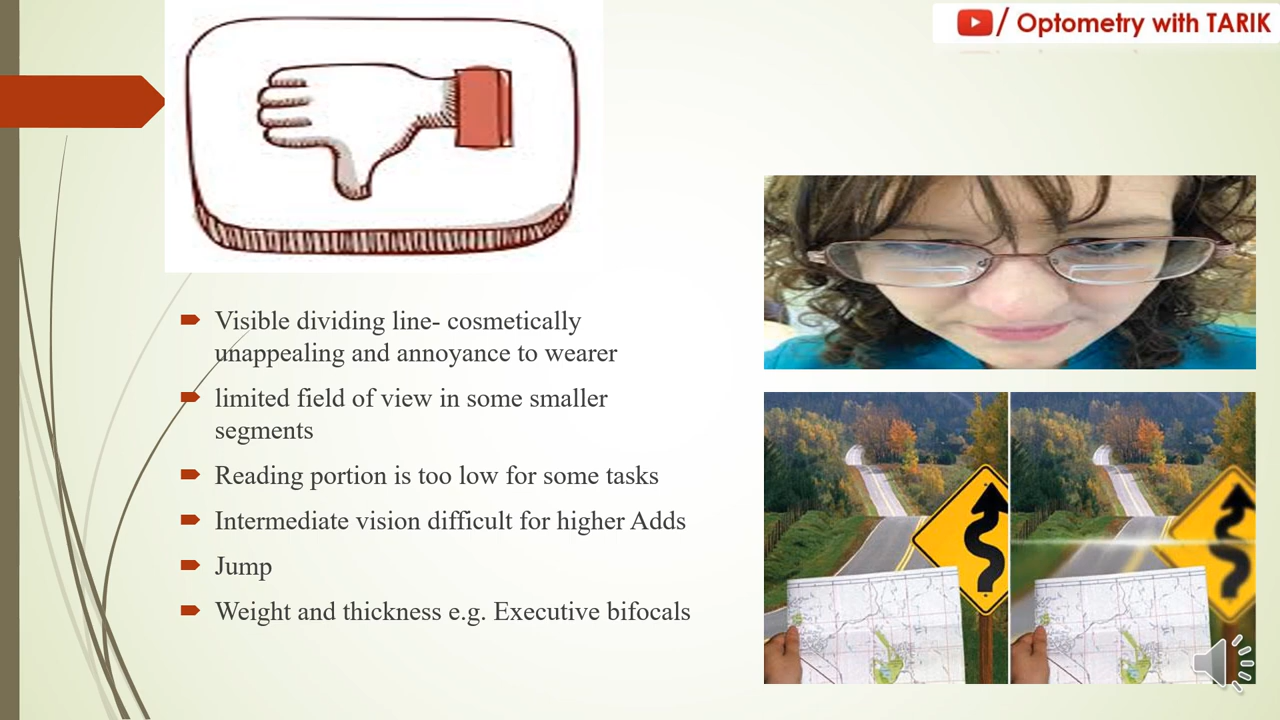 / Optometry with TARIK
Visible dividing line- cosmetically
unappealing and annoyance to wearer
limited field of view in some smaller
segments
Reading portion is too low for some tasks
Intermediate vision difficult for higher Adds
Jump
Weight and thickness e.g. Executive bifocals